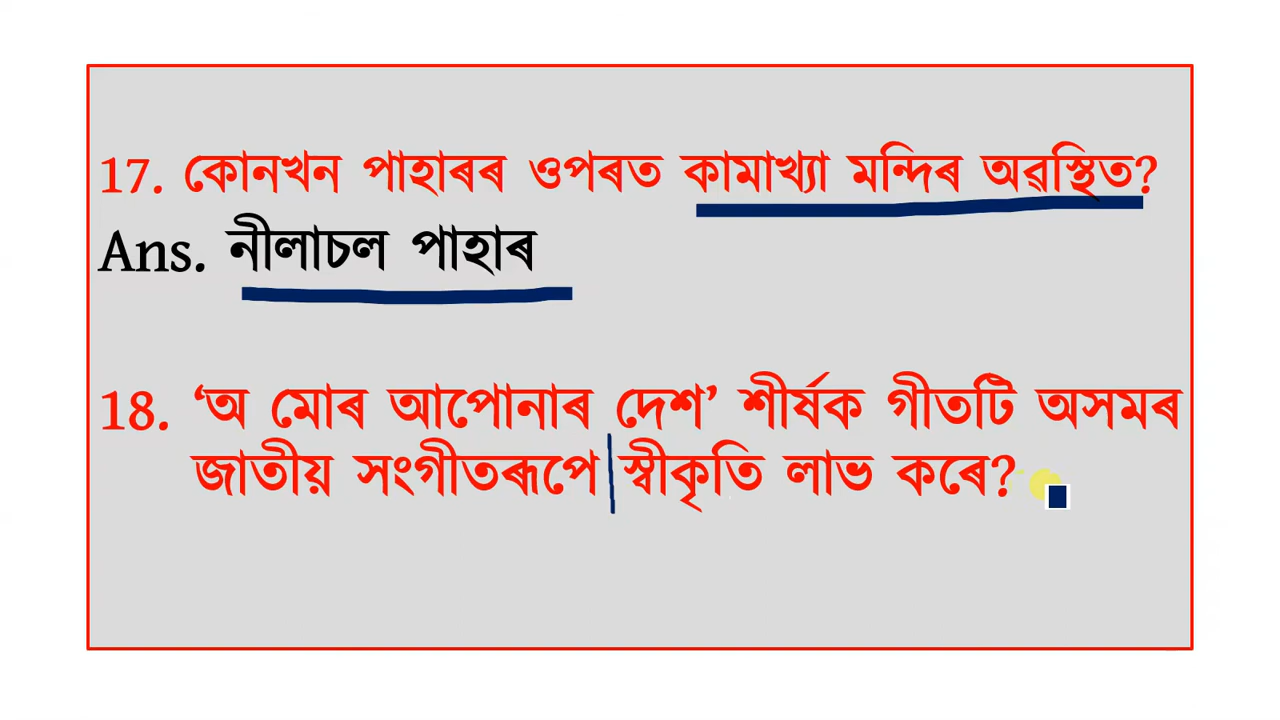 17. কোনখন পাহাৰৰ ওপৰত কামাখ্যা মন্দিৰ অৱস্থিত?
Ans. নীলাচল পাহাৰ
18. ‘অ মোৰ আপোনাৰ দেশ’ শীৰ্ষক গীতটি অসমৰ
জাতীয় সংগীতৰূপে স্বীকৃতি লাভ কৰে?